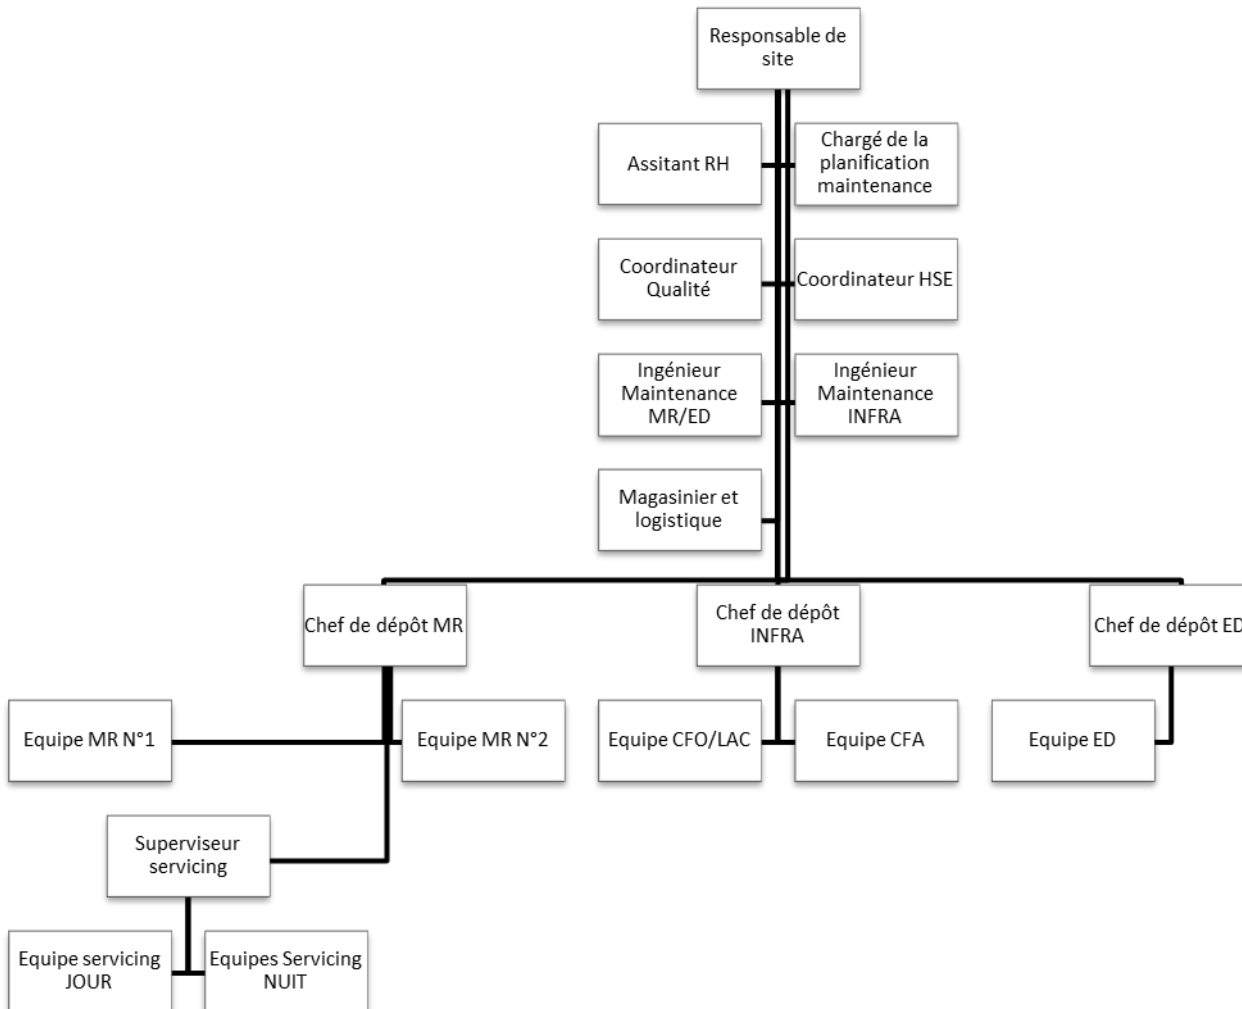 Responsable de
site
Assitant RH
Chargé de la
planification
maintenance
Coordinateur
Qualité
Coordinateur HSE
Ingénieur
Maintenance
MR/ED
Ingénieur
Maintenance
INFRA
Magasinier et
logistique
Chef de dépôt MR
Chef de dépôt
INFRA
Chef de dépôt ED
Equipe MR N°1
Equipe MR N°2
Equipe CFO/LAC
Equipe CFA
Equipe ED
Superviseur
servicing
Equipe servicing
JOUR
Equipes Servicing
NUIT